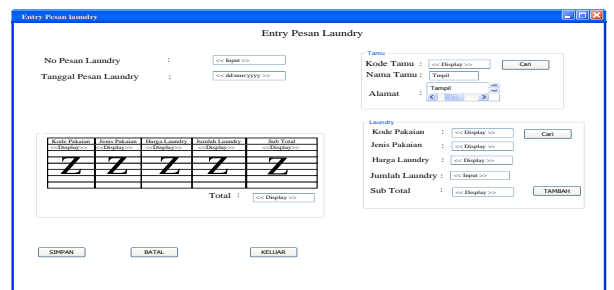 Entry Pesan laundry
Entry Pesan Laundry
No Pesan Laundry : << Input >>
Tanggal Pesan Laundry : << dd/mm/yyyy >>
Tamu
Kode Tamu : << Display >> Cari
Nama Tamu : Tmpil
Alamat : Tampil
Kode Pakaian Jenis Pakaian Harga Laundry Jumlah Laundry Sub Total
<<Display>> <<Display>> <<Display>> <<Display>> <<Display>>
Z Z Z Z Z
Total : << Display >>
Laundry
Kode Pakaian : << Display >> Cari
Jenis Pakaian : << Display >>
Harga Laundry : << Display >>
Jumlah Laundry : << Input >>
Sub Total : << Display >> TAMBAH
SIMPAN BATAL KELUAR